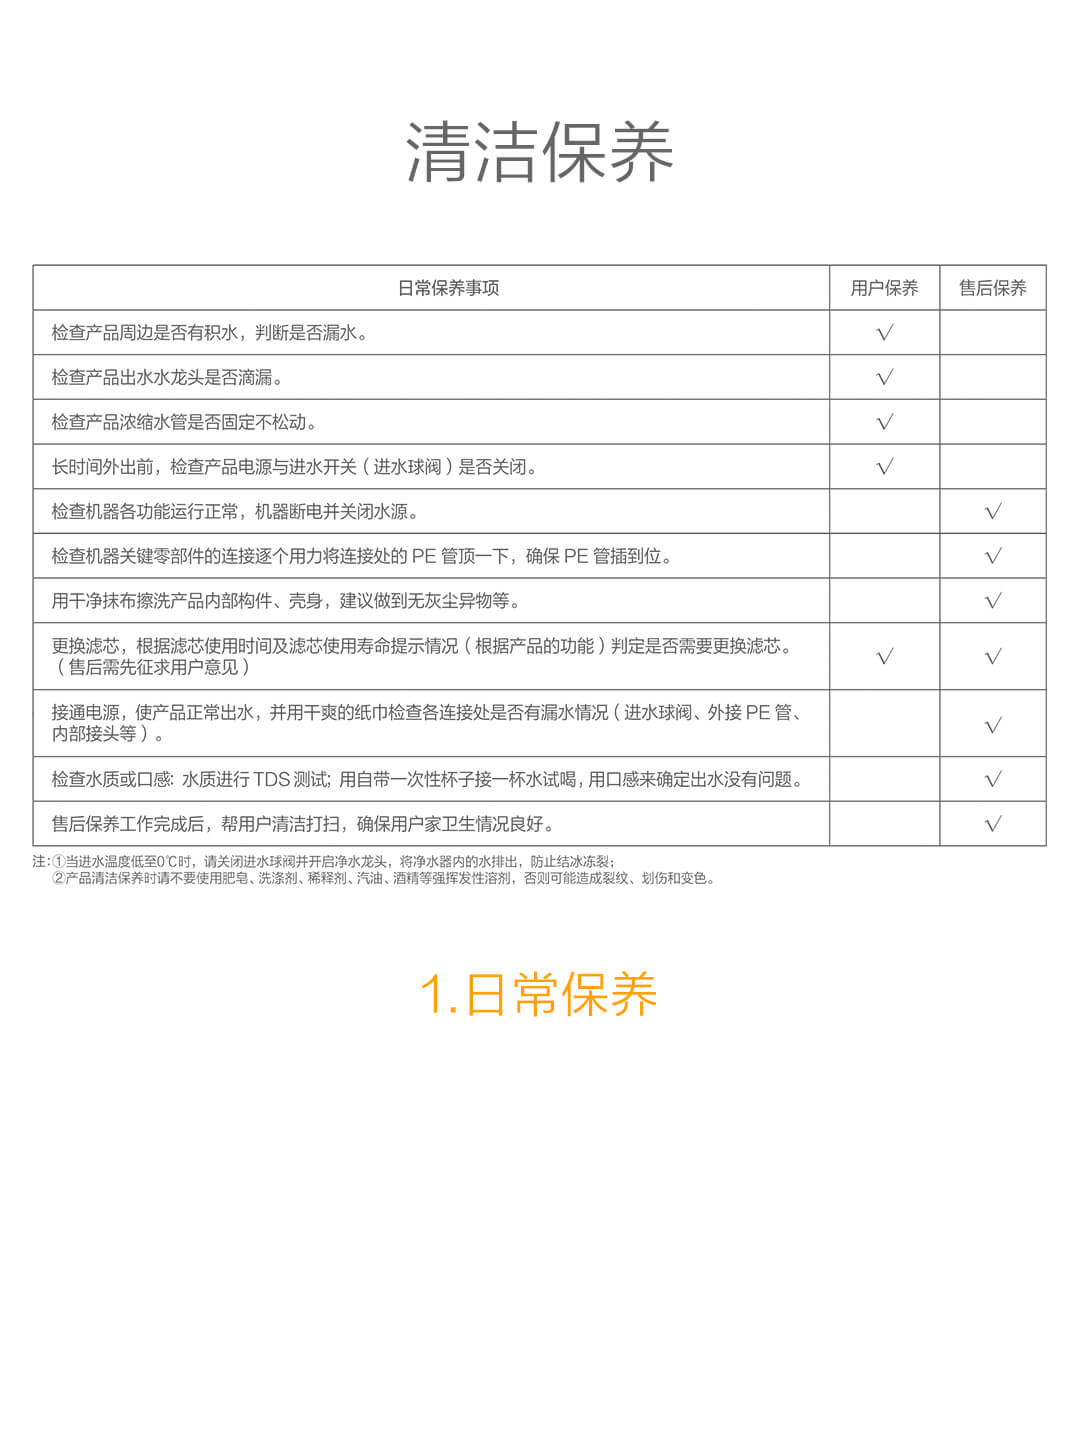 清洁保养
日常保养事项 用户保养 售后保养
检查产品周边是否有积水，判断是否漏水。 √
检查产品出水水龙头是否滴漏。 √
检查产品浓缩水管是否固定不松动。 √
长时间外出前，检查产品电源与进水开关（进水球阀）是否关闭。 √
检查机器各功能运行正常，机器断电并关闭水源。 √
检查机器关键零部件的连接逐个用力将连接处的 PE 管顶一下，确保 PE 管插到位。 √
用干净抹布擦洗产品内部构件、壳身，建议做到无灰尘异物等。 √
更换滤芯，根据滤芯使用时间及滤芯使用寿命提示情况（根据产品的功能）判定是否需要更换滤芯。 √ √
（售后需先征求用户意见）
接通电源，使产品正常出水，并用干爽的纸巾检查各连接处是否有漏水情况（进水球阀、外接 PE 管、 √
内部接头等）。
检查水质或口感：水质进行 TDS 测试；用自带一次性杯子接一杯水试喝，用口感来确定出水没有问题。 √
售后保养工作完成后，帮用户清洁打扫，确保用户家卫生情况良好。 √
注：①当进水温度低至0℃时，请关闭进水球阀并开启净水龙头，将净水器内的水排出，防止结冰冻裂；
②产品清洁保养时请不要使用肥皂、洗涤剂、稀释剂、汽油、酒精等强挥发性溶剂，否则可能造成裂纹、划伤和变色。
1.日常保养